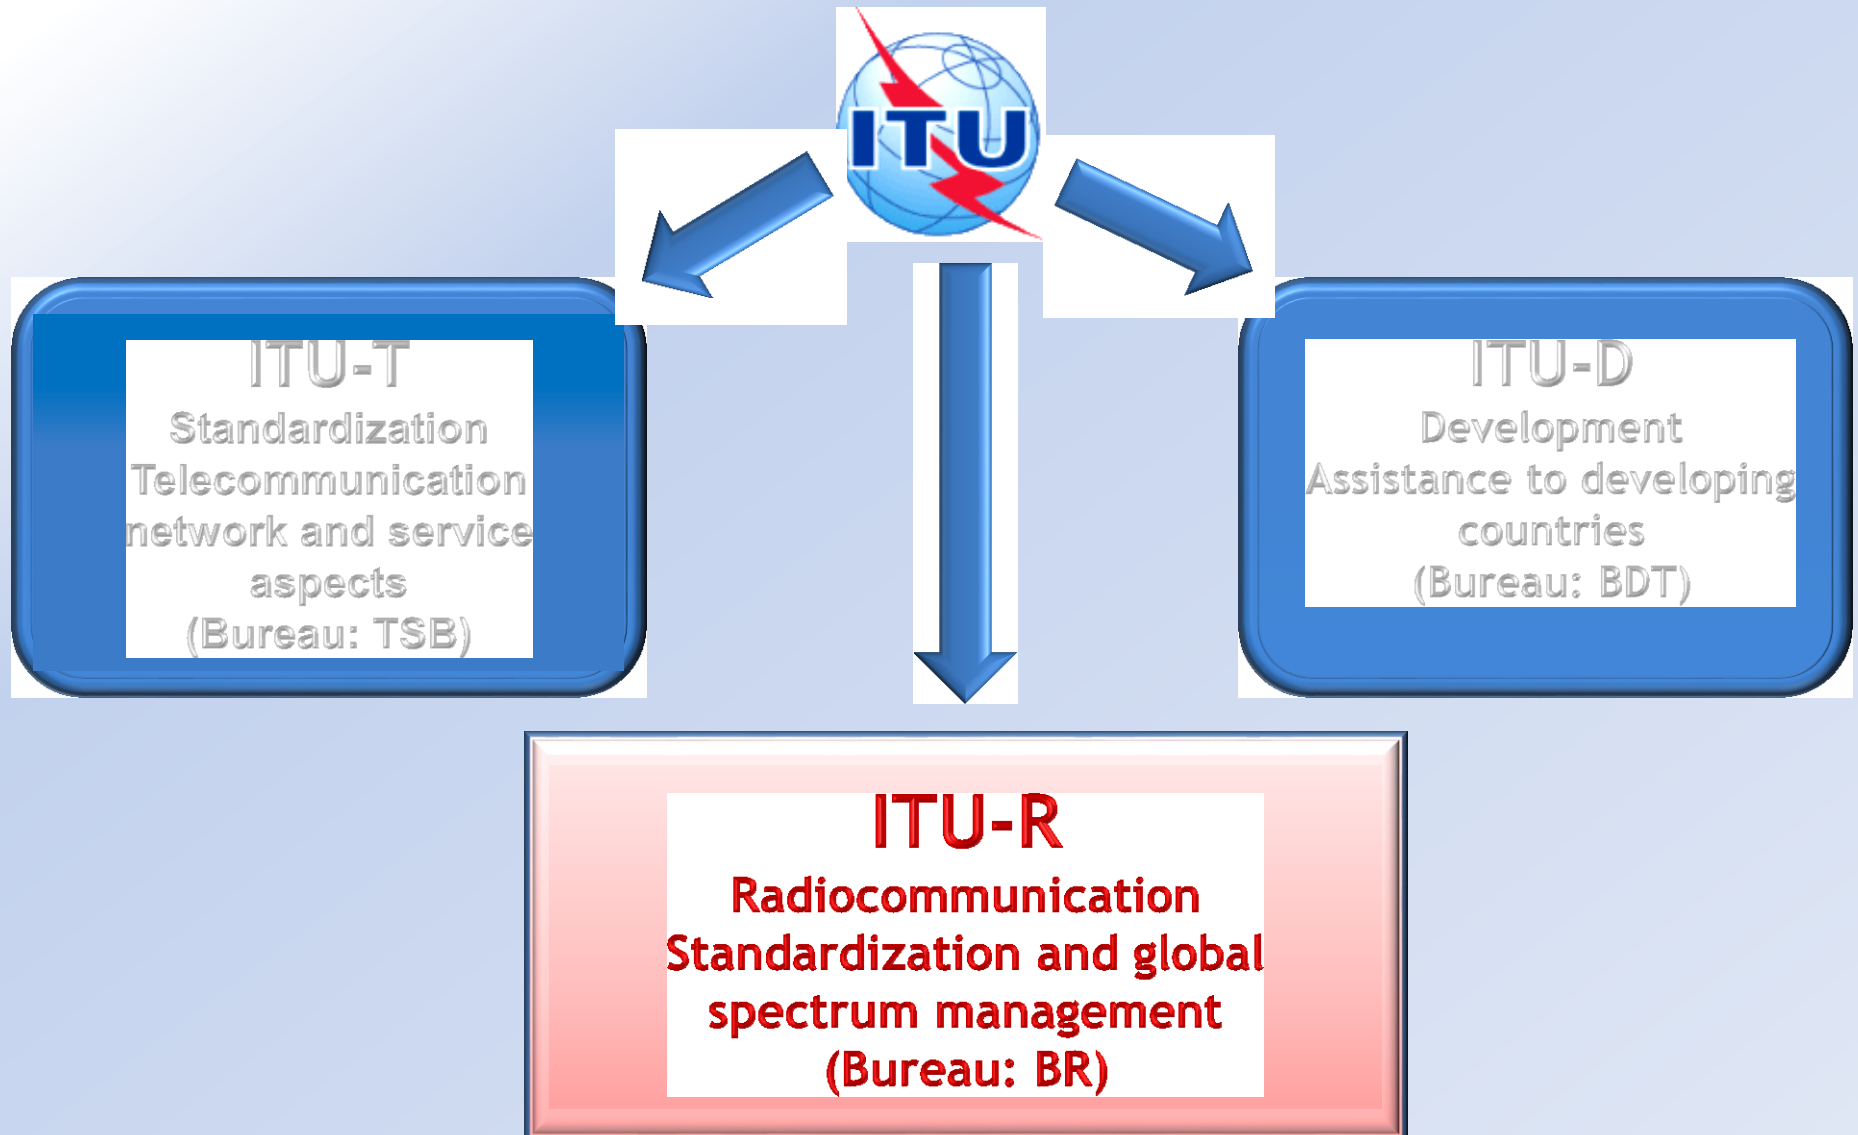 ITU
ITU-T
Standardization
Telecommunication
network and service
aspects
(Bureau: TSB)
ITU-D
Development
Assistance to developing
countries
(Bureau: BDT)
ITU-R
Radiocommunication
Standardization and global
spectrum management
(Bureau: BR)